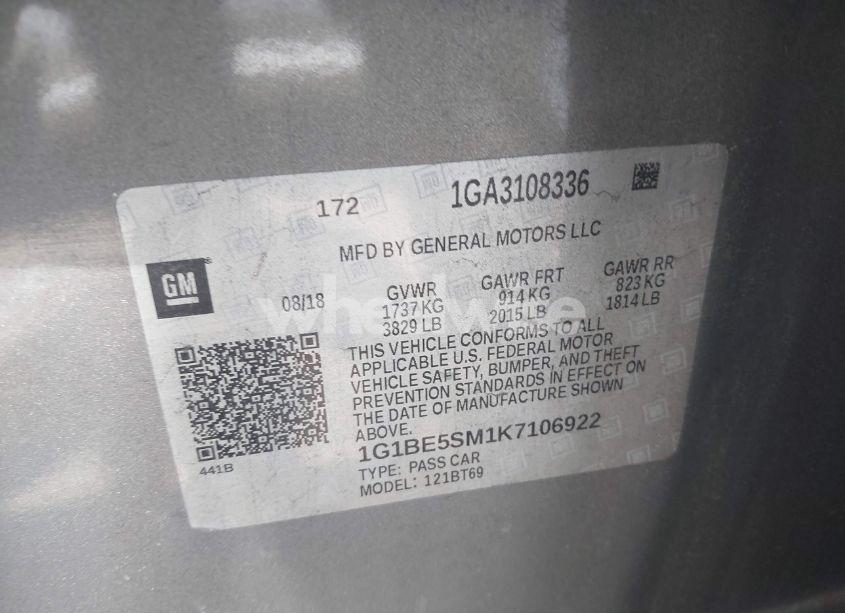 172
1GA3108336
MFD BY GENERAL MOTORS LLC
GM
08/18
GVWR
1737 KG
3829 LB
GAWR FRT
914 KG
2015 LB
GAWR RR
823 KG
1814 LB
THIS VEHICLE CONFORMS TO ALL
APPLICABLE U.S. FEDERAL MOTOR
VEHICLE SAFETY, BUMPER, AND THEFT
PREVENTION STANDARDS IN EFFECT ON
THE DATE OF MANUFACTURE SHOWN
ABOVE.
1G1BE5SM1K7106922
TYPE: PASS CAR
MODEL: 121BT69
441B